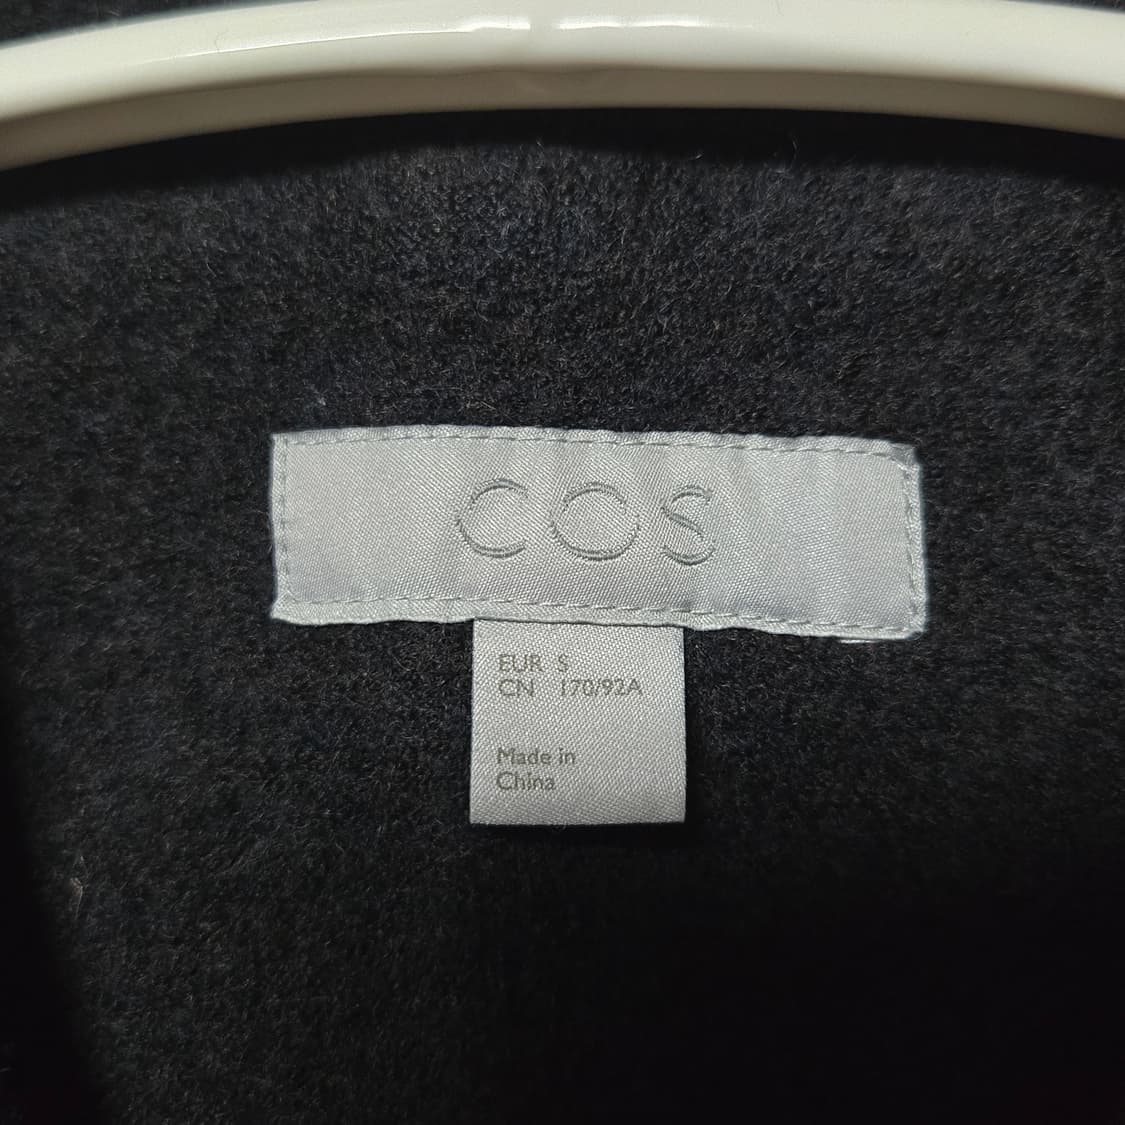 COS
EUR S
CN 170/92A
Made in
China